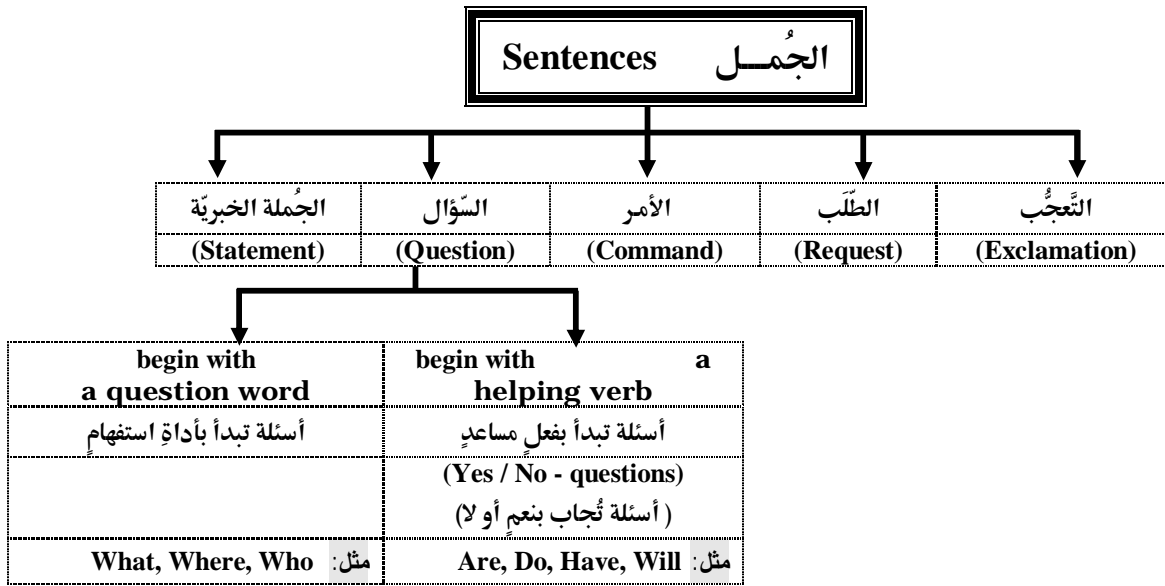 الجُمـــل Sentences
الجُملة الخبريّة
السّؤال
الأمر
الطّلَب
التَّعجُّب
(Statement)
(Question)
(Command)
(Request)
(Exclamation)
begin with
a question word
begin with a
helping verb
أسئلة تبدأ بأداةِ استفهامٍ
أسئلة تبدأ بفعلٍ مساعدٍ
(Yes / No - questions)
( أسئلة تُجاب بنعمٍ أو لا)
مثل: What, Where, Who
مثل: Are, Do, Have, Will